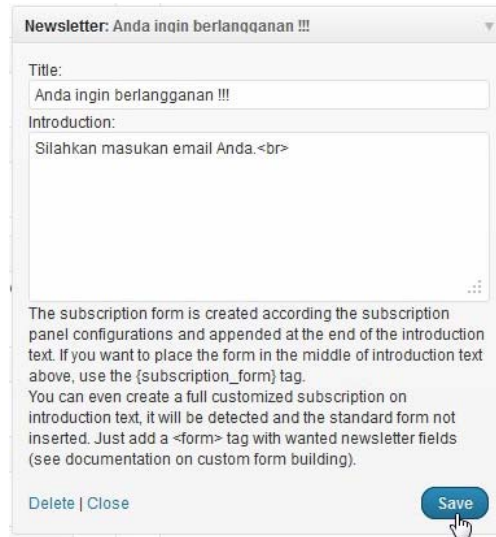 Newsletter: Anda ingin berlangganan !!!
Title:
Anda ingin berlangganan !!!
Introduction:
Silahkan masukan email Anda.<br>
The subscription form is created according the subscription
panel configurations and appended at the end of the introduction
text. If you want to place the form in the middle of introduction text
above, use the {subscription_form} tag.
You can even create a full customized subscription on
introduction text, it will be detected and the standard form not
inserted. Just add a <form> tag with wanted newsletter fields
(see documentation on custom form building).
Delete | Close
Save